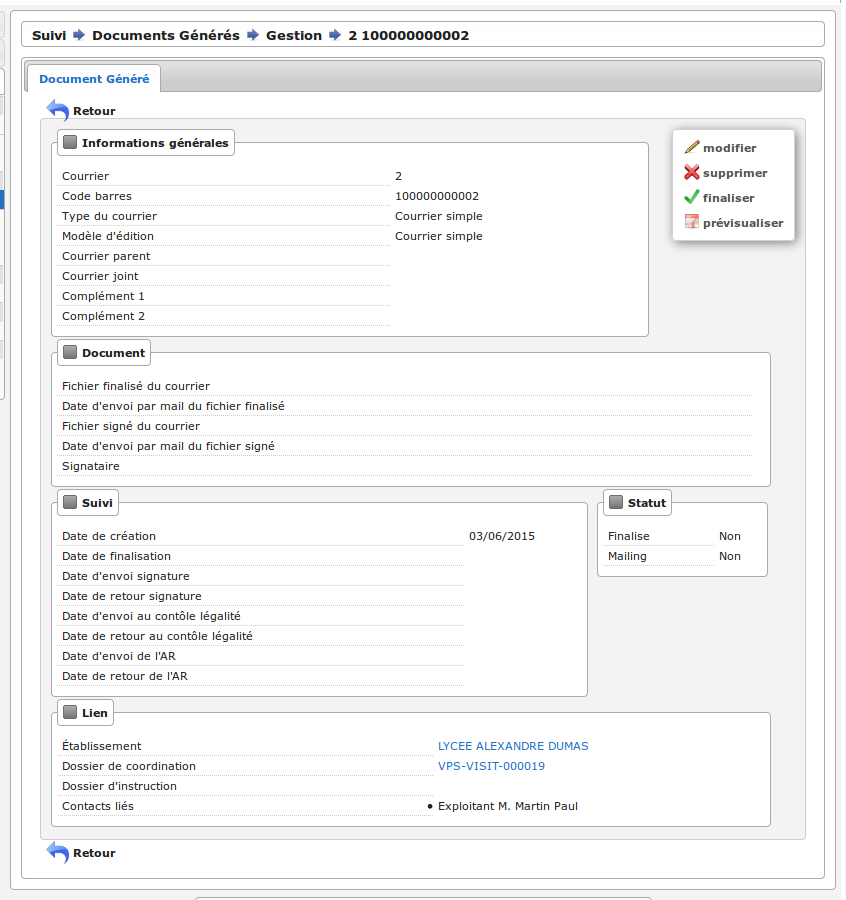 Suivi Documents Générés Gestion 2 100000000002
Document Généré
Retour
Informations générales
modifier
supprimer
finaliser
prévisualiser
Courrier 2
Code barres 100000000002
Type du courrier Courrier simple
Modèle d'édition Courrier simple
Courrier parent
Courrier joint
Complément 1
Complément 2
Document
Fichier finalisé du courrier
Date d'envoi par mail du fichier finalisé
Fichier signé du courrier
Date d'envoi par mail du fichier signé
Signataire
Suivi
Date de création 03/06/2015
Date de finalisation
Date d'envoi signature
Date de retour signature
Date d'envoi au contôle légalité
Date de retour au contôle légalité
Date d'envoi de l'AR
Date de retour de l'AR
Statut
Finalise Non
Mailing Non
Lien
Établissement LYCEE ALEXANDRE DUMAS
Dossier de coordination VPS-VISIT-000019
Dossier d'instruction
Contacts liés • Exploitant M. Martin Paul
Retour